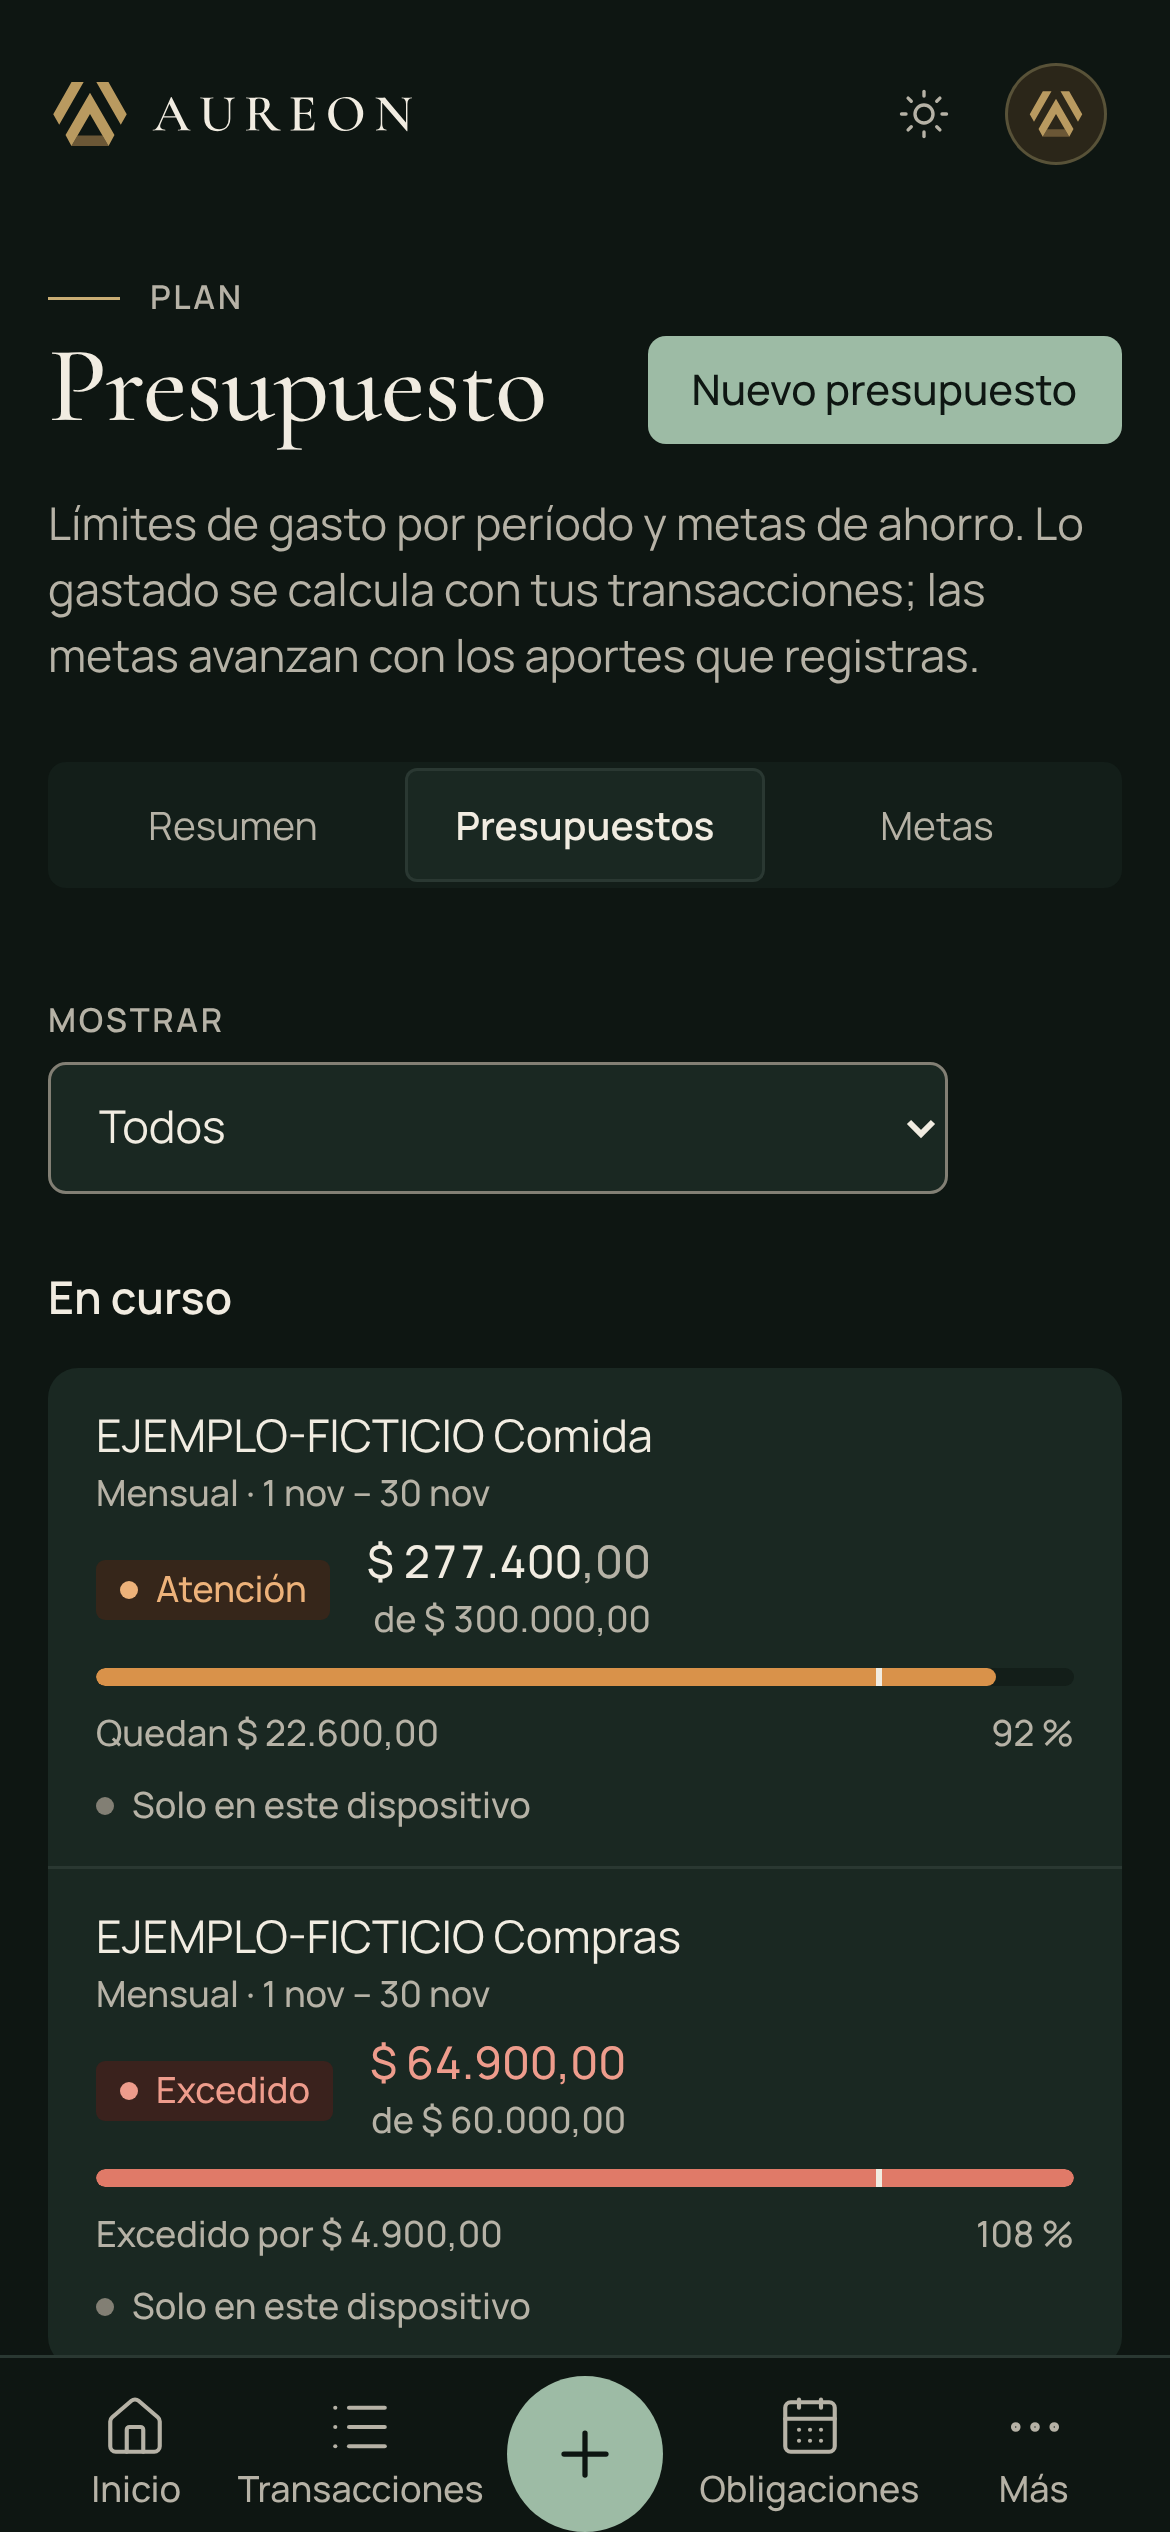 AUREON
PLAN
Presupuesto
Nuevo presupuesto
Límites de gasto por período y metas de ahorro. Lo
gastado se calcula con tus transacciones; las
metas avanzan con los aportes que registras.
Resumen
Presupuestos
Metas
MOSTRAR
Todos
En curso
EJEMPLO-FICTICIO Comida
Mensual · 1 nov – 30 nov
Atención
$ 277.400,00
de $ 300.000,00
Quedan $ 22.600,00
92 %
Solo en este dispositivo
EJEMPLO-FICTICIO Compras
Mensual · 1 nov – 30 nov
Excedido
$ 64.900,00
de $ 60.000,00
Excedido por $ 4.900,00
108 %
Solo en este dispositivo
Inicio
Transacciones
Obligaciones
Más